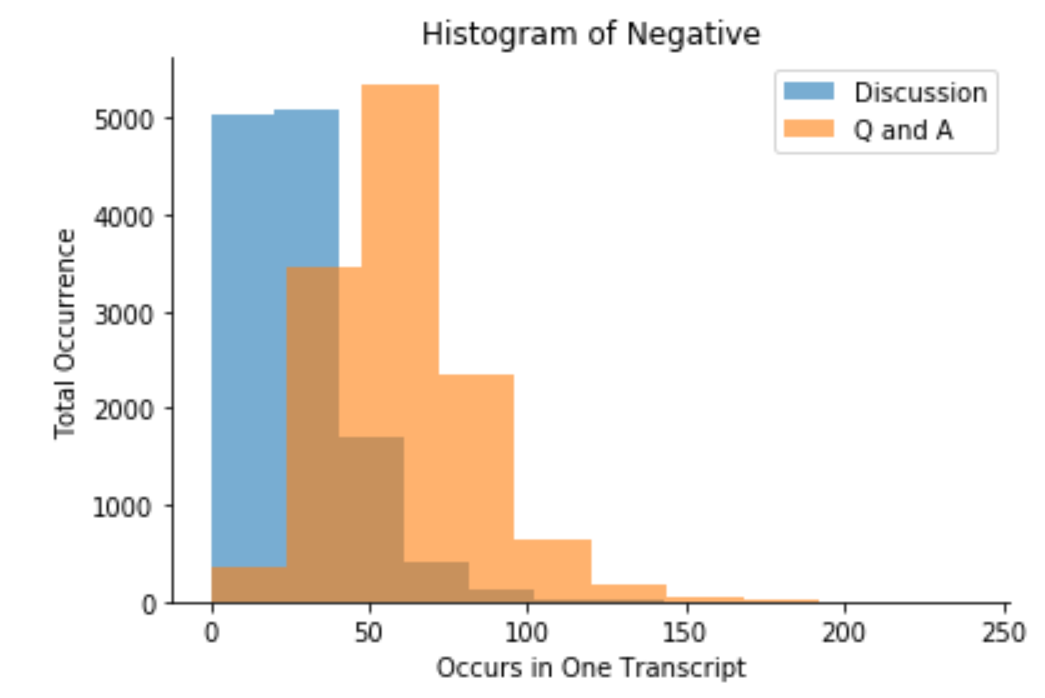 Histogram of Negative
Discussion
Q and A
Total Occurrence
5000
4000
3000
2000
1000
0
0 50 100 150 200 250
Occurs in One Transcript